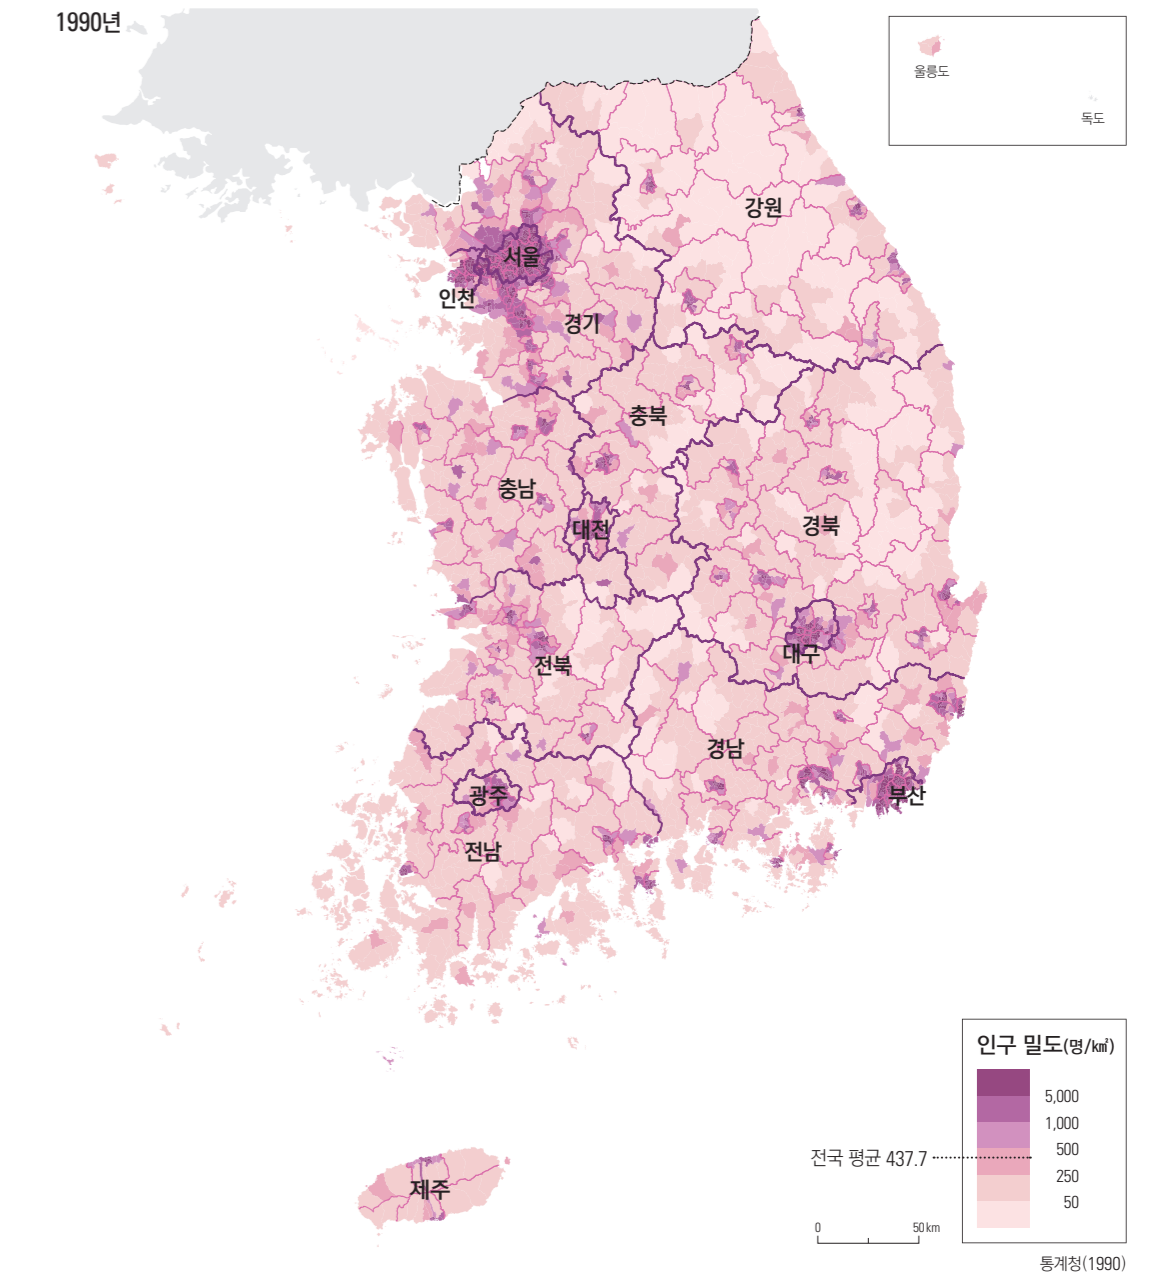 1990년
울릉도
독도
강원
서울
인천
경기
충북
충남
대전
경북
대구
전북
경남
부산
광주
전남
제주
인구 밀도(명/㎢)
5,000
1,000
500
전국 평균 437.7
250
50
0 50 km
통계청(1990)